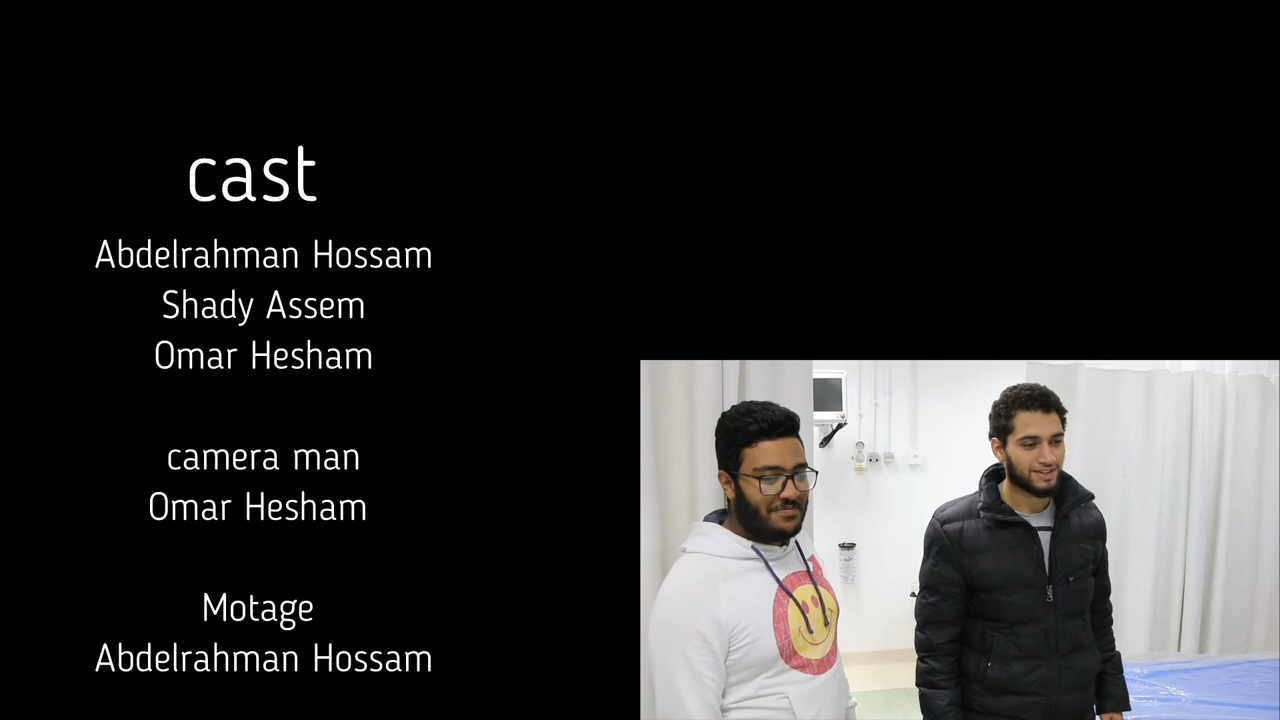 cast
Abdelrahman Hossam
Shady Assem
Omar Hesham
camera man
Omar Hesham
Motage
Abdelrahman Hossam